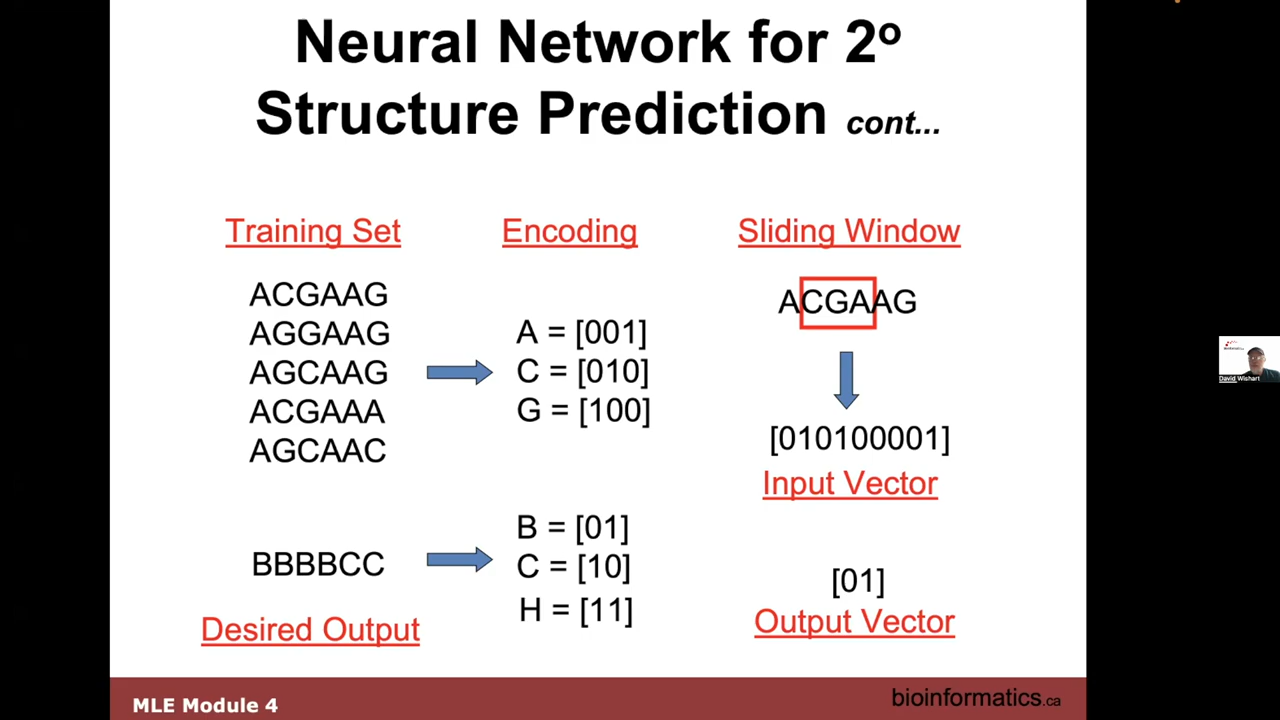 Neural Network for 2º
Structure Prediction cont...
Training Set
ACGAAG
AGGAAG
AGCAAG
ACGAAA
AGCAAC
BBBBCC
Desired Output
Encoding
A = [001]
C = [010]
G = [100]
B = [01]
C = [10]
H = [11]
Sliding Window
ACGAAG
[010100001]
Input Vector
[01]
Output Vector
MLE Module 4
bioinformatics.ca
David Wishart